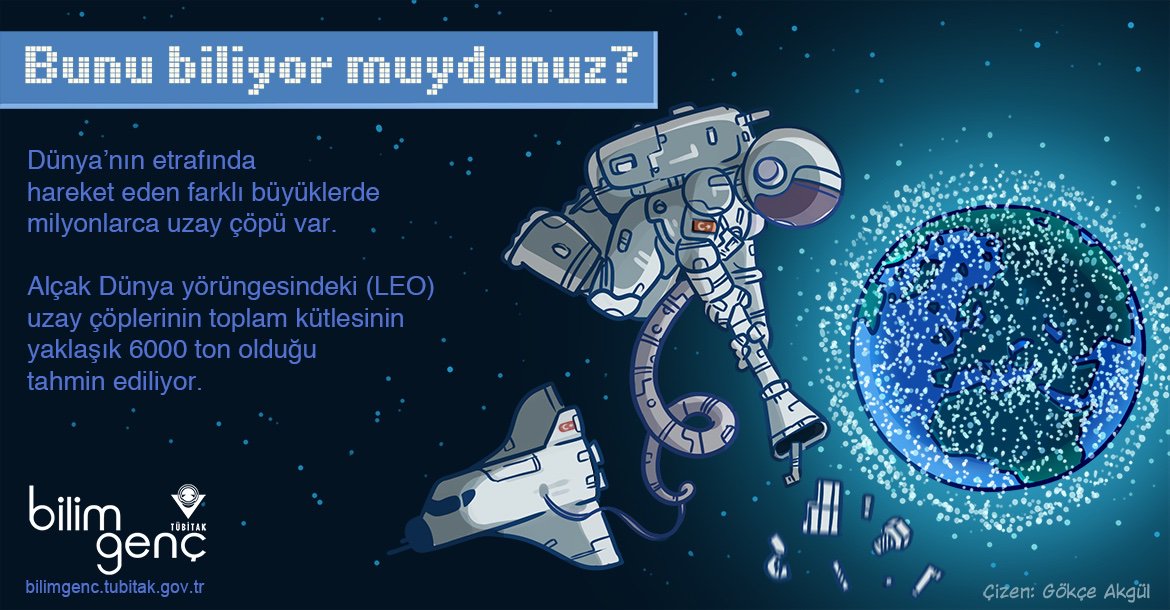 Bunu biliyor muydunuz?
Dünya’nın etrafında
hareket eden farklı büyüklerde
milyonlarca uzay çöpü var.
Alçak Dünya yörüngesindeki (LEO)
uzay çöplerinin toplam kütlesinin
yaklaşık 6000 ton olduğu
tahmin ediliyor.
bilim
genç
TÜBİTAK
bilimgenc.tubitak.gov.tr
Çizen: Gökçe Akgül